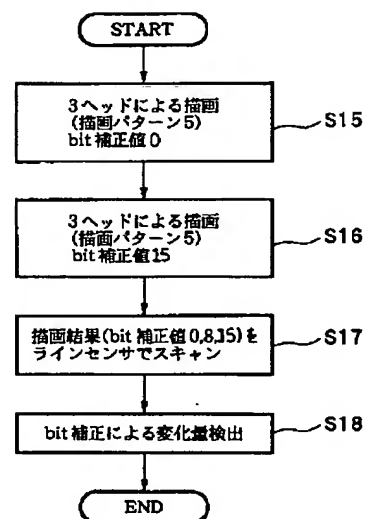 START
3ヘッドによる描画
(描画パターン5)
bit 補正値0
S15
3ヘッドによる描画
(描画パターン5)
bit 補正値15
S16
描画結果(bit 補正値0,8,15)を
ラインセンサでスキャン
S17
bit 補正による変化量検出
S18
END